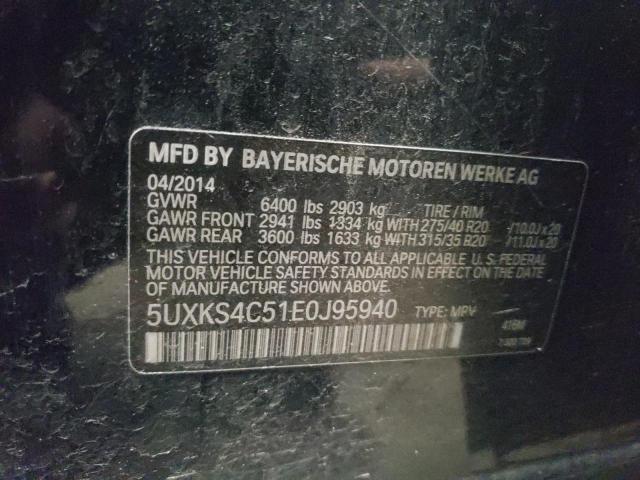 MFD BY BAYERISCHE MOTOREN WERKE AG
04/2014
GVWR 6400 lbs 2903 kg TIRE / RIM
GAWR FRONT 2941 lbs 1334 kg WITH 275/40 R20 /10.0J x 20
GAWR REAR 3600 lbs 1633 kg WITH 315/35 R20 /11.0J x 20
THIS VEHICLE CONFORMS TO ALL APPLICABLE U.S. FEDERAL
MOTOR VEHICLE SAFETY STANDARDS IN EFFECT ON THE DATE
OF MANUFACTURE SHOWN ABOVE.
5UXKS4C51E0J95940 TYPE: MPV